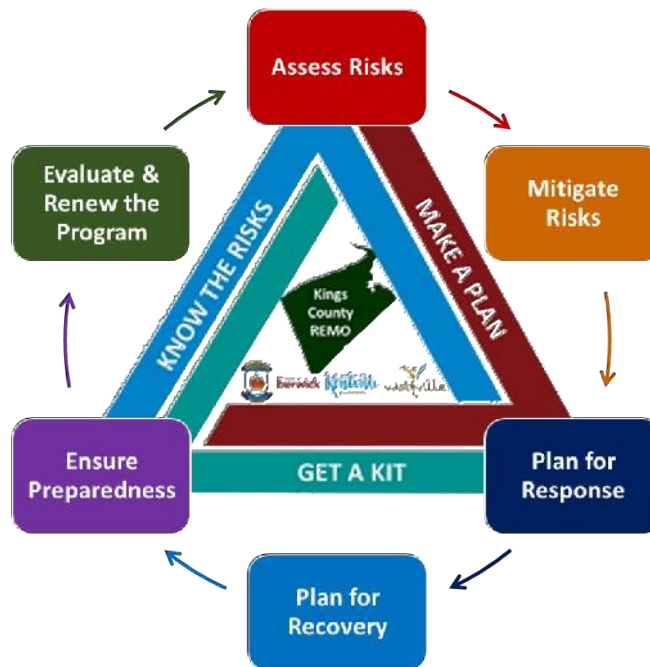 Assess Risks
Evaluate &
Renew the
Program
Mitigate
Risks
KNOW THE RISKS
MAKE A PLAN
Kings
County
REMO
Berwick
Kentville
Wolfville
Ensure
Preparedness
GET A KIT
Plan for
Response
Plan for
Recovery